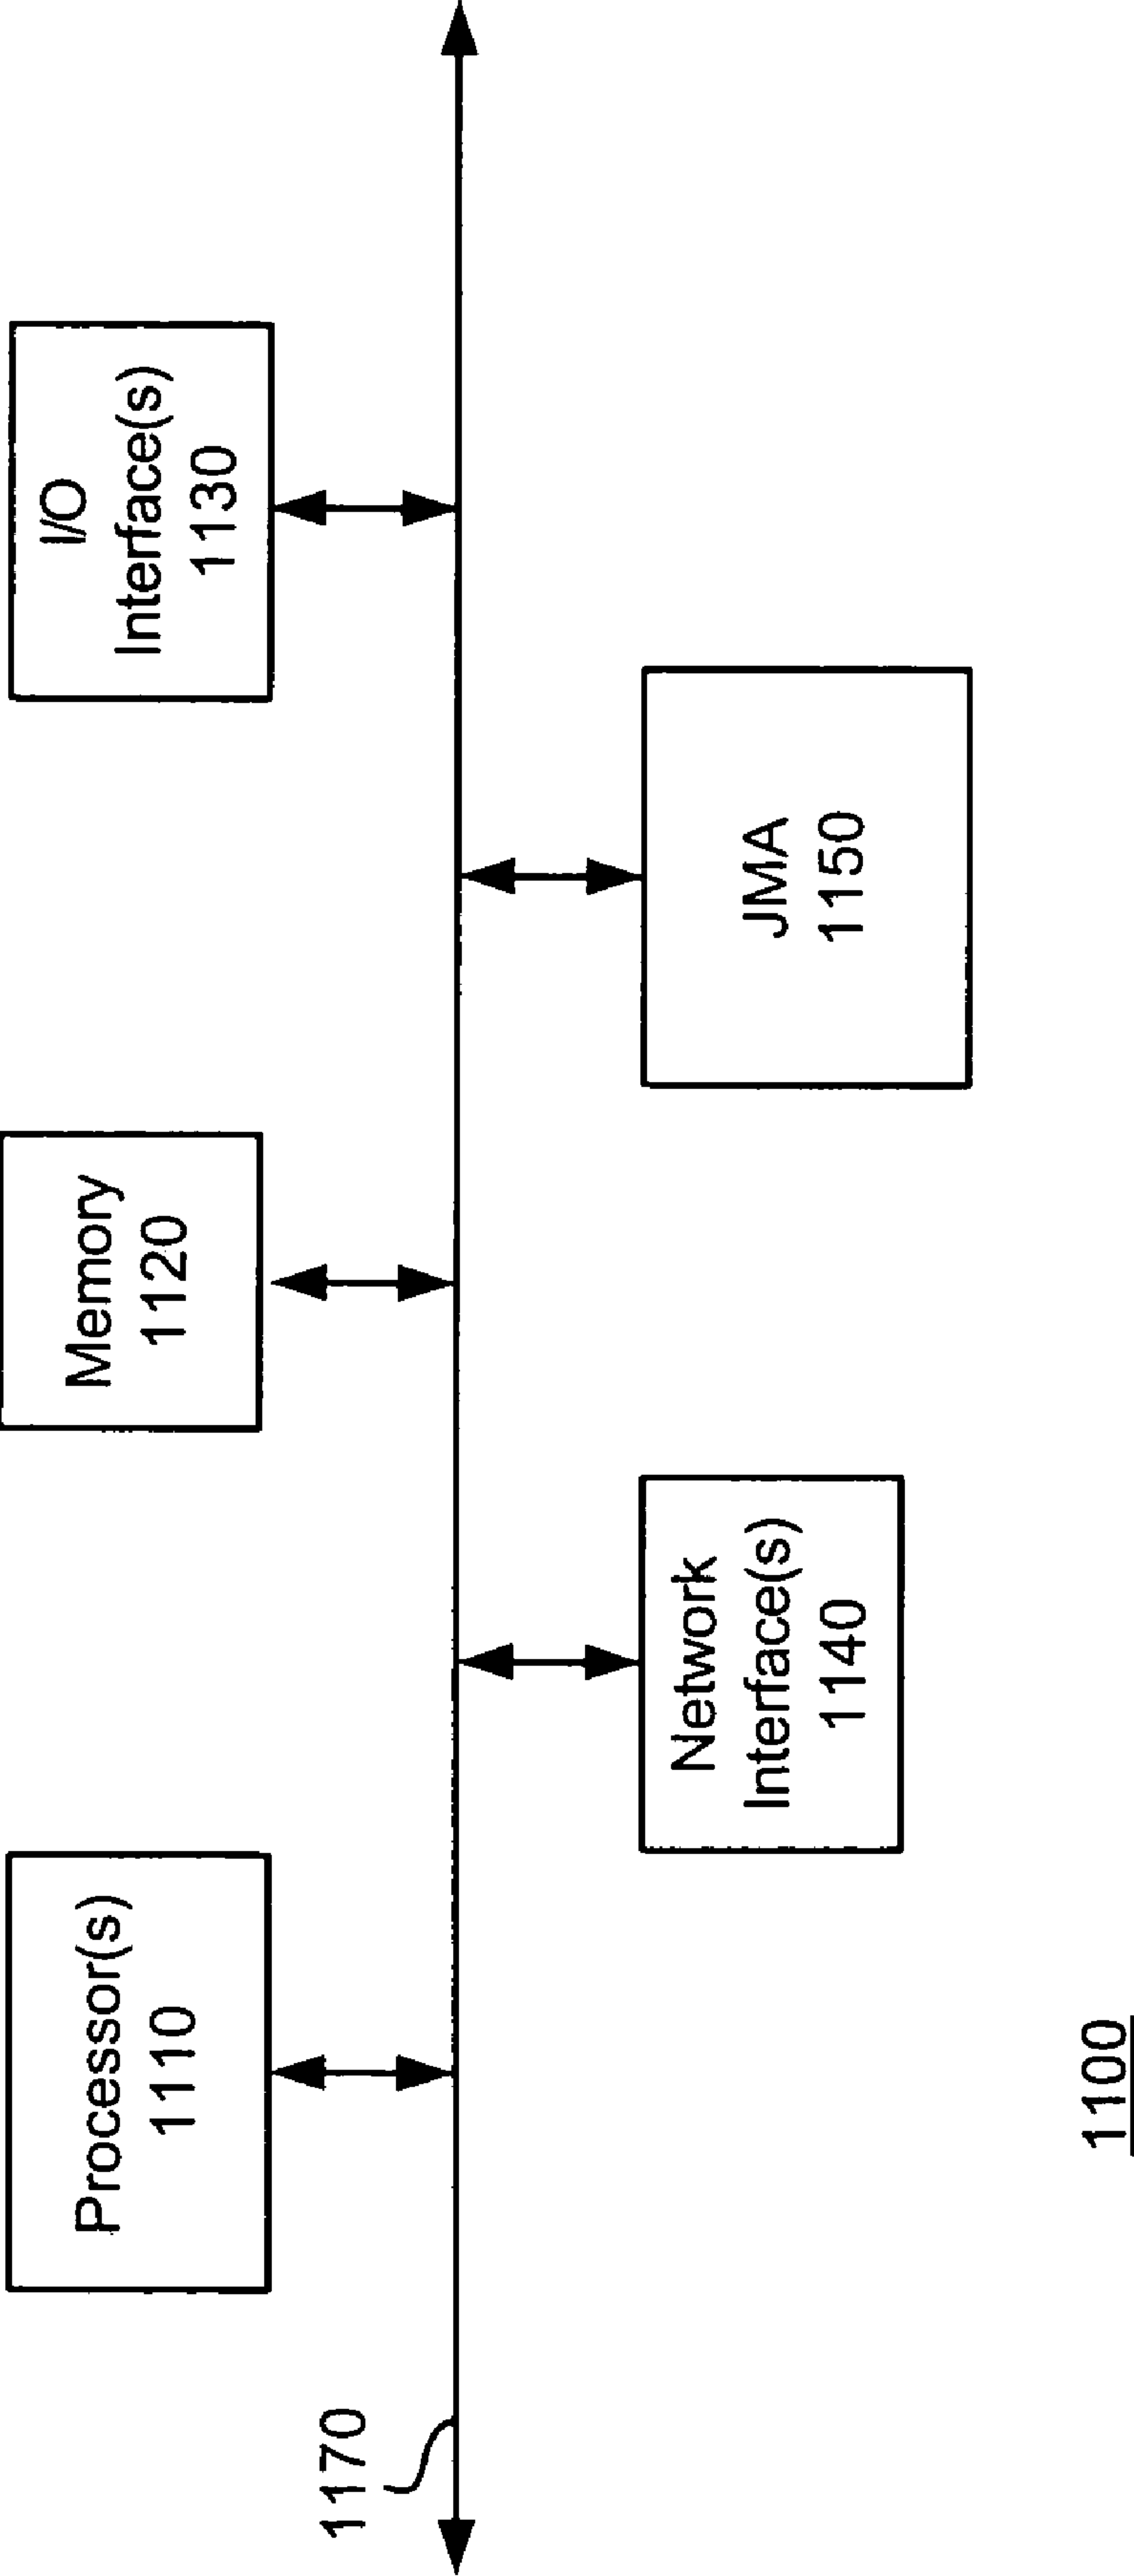 Processor(s)
1110
Memory
1120
I/O
Interface(s)
1130
1170
Network
Interface(s)
1140
JMA
1150
1100